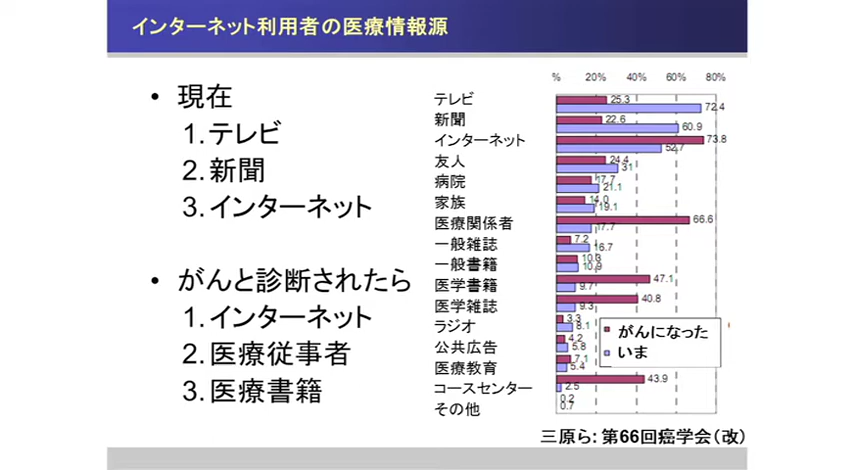 インターネット利用者の医療情報源
• 現在
1.テレビ
2.新聞
3.インターネット
• がんと診断されたら
1.インターネット
2.医療従事者
3.医療書籍
% 20% 40% 60% 80%
テレビ 25.3 72.4
新聞 22.6 60.9
インターネット 73.8 52.7
友人 24.4 31
病院 17.7 21.1
家族 14.0 19.1
医療関係者 66.6 17.7
一般雑誌 7.2 16.7
一般書籍 10.3 10.9
医学書籍 47.1 9.7
医学雑誌 40.8 9.3
ラジオ 3.3 8.1
公共広告 4.2 5.8
医療教育 7.1 5.4
コースセンター 43.9 2.5
その他 0.2 0.7
がんになった
いま
三原ら: 第66回癌学会（改）